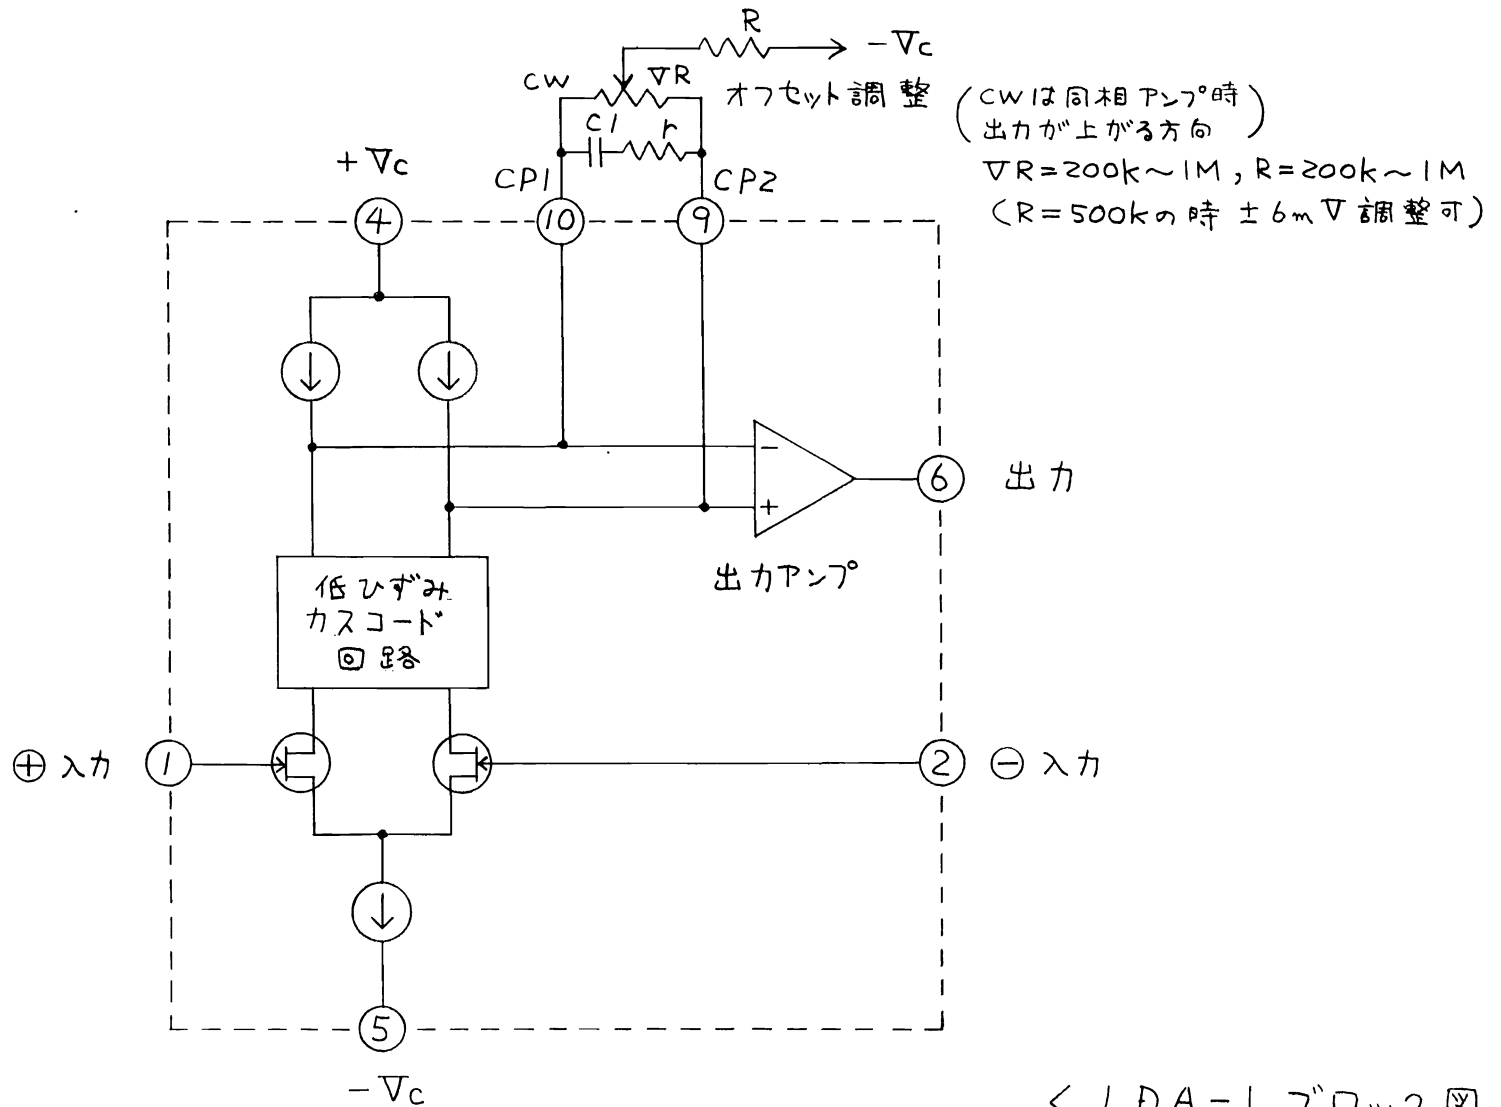 R
-Vc
CW
VR
オフセット調整
(CWは同相アンプ時
出力が上がる方向)
C1
r
VR=200k～1M, R=200k～1M
(R=500kの時 ±6mV 調整可)
+Vc
CP1
CP2
4
10
9
-
+
6
出力
出力アンプ
低ひずみ
カスコード
回路
⊕ 入力
1
2
⊖ 入力
5
-Vc